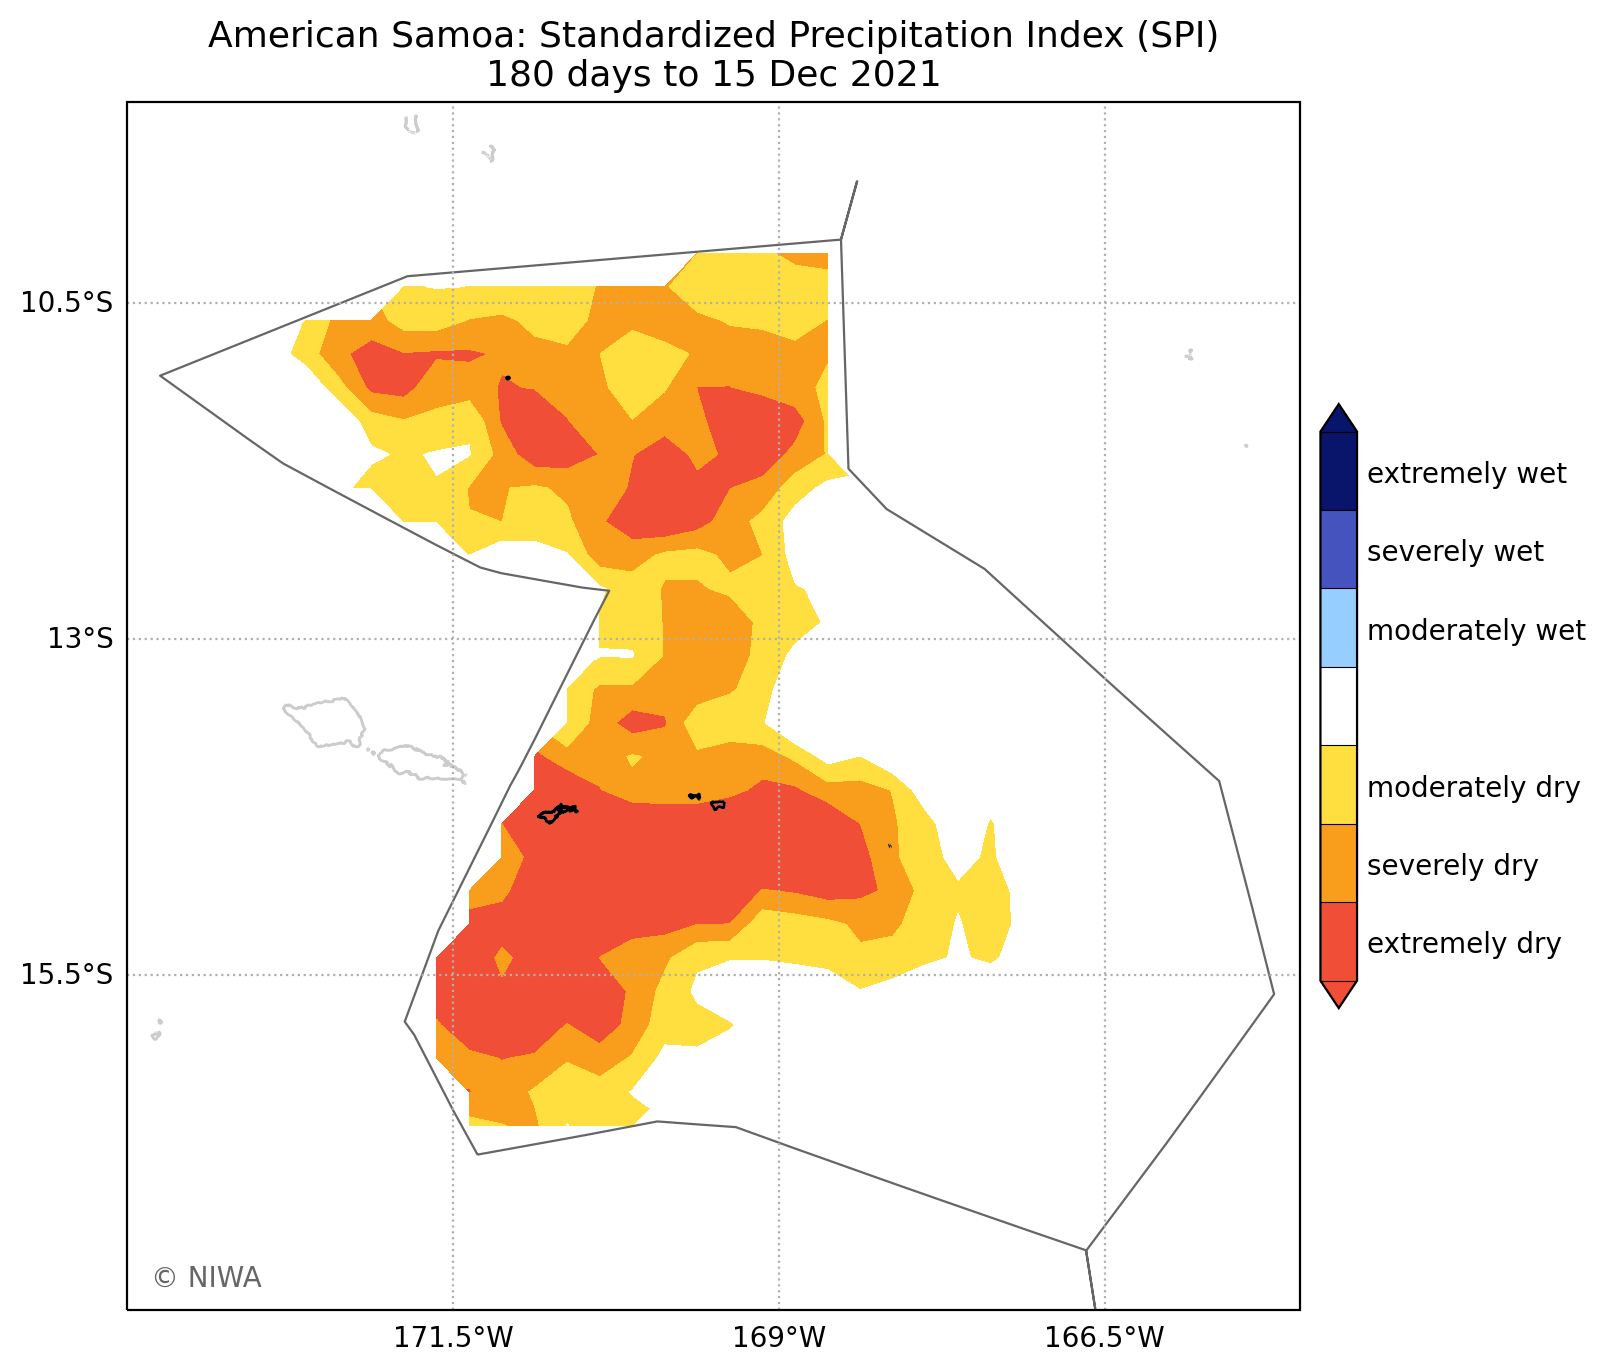 American Samoa: Standardized Precipitation Index (SPI)
180 days to 15 Dec 2021
10.5°S
13°S
15.5°S
171.5°W
169°W
166.5°W
extremely wet
severely wet
moderately wet
moderately dry
severely dry
extremely dry
© NIWA